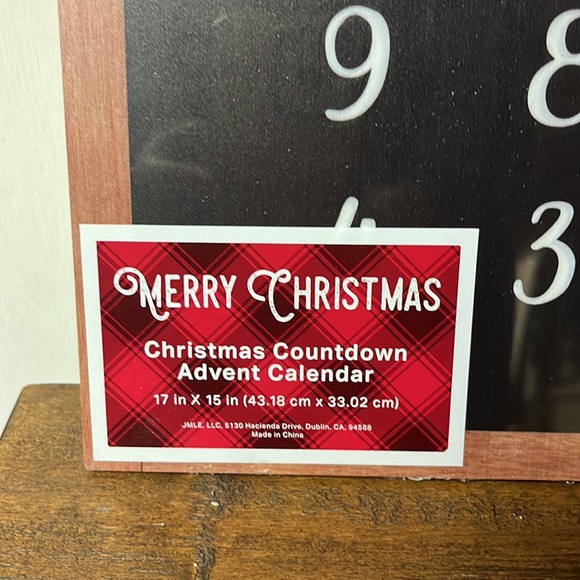 9 8
3
MERRY CHRISTMAS
Christmas Countdown
Advent Calendar
17 in X 15 in (43.18 cm x 33.02 cm)
JMLE, LLC. 5130 Hacienda Drive, Dublin, CA. 94568
Made in China